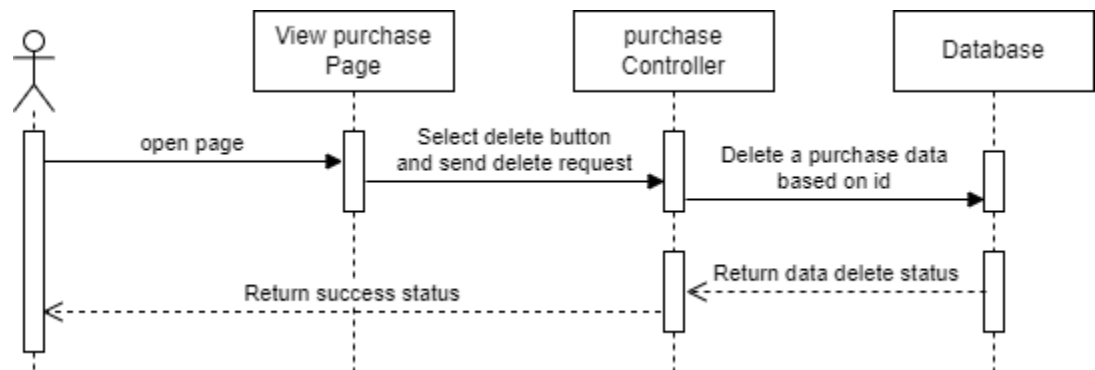 View purchase
Page
purchase
Controller
Database
open page
Select delete button
and send delete request
Delete a purchase data
based on id
Return data delete status
Return success status